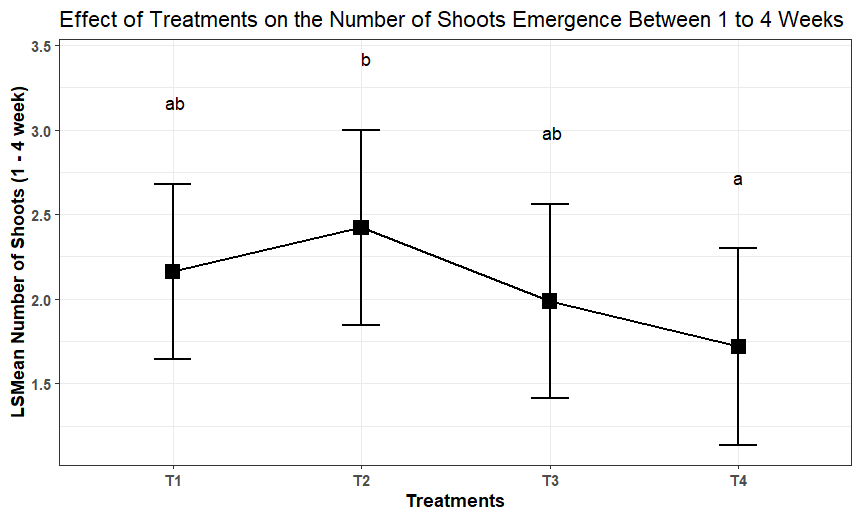 Effect of Treatments on the Number of Shoots Emergence Between 1 to 4 Weeks
LSMean Number of Shoots (1 - 4 week)
3.5
3.0
2.5
2.0
1.5
ab
b
ab
a
T1
T2
T3
T4
Treatments